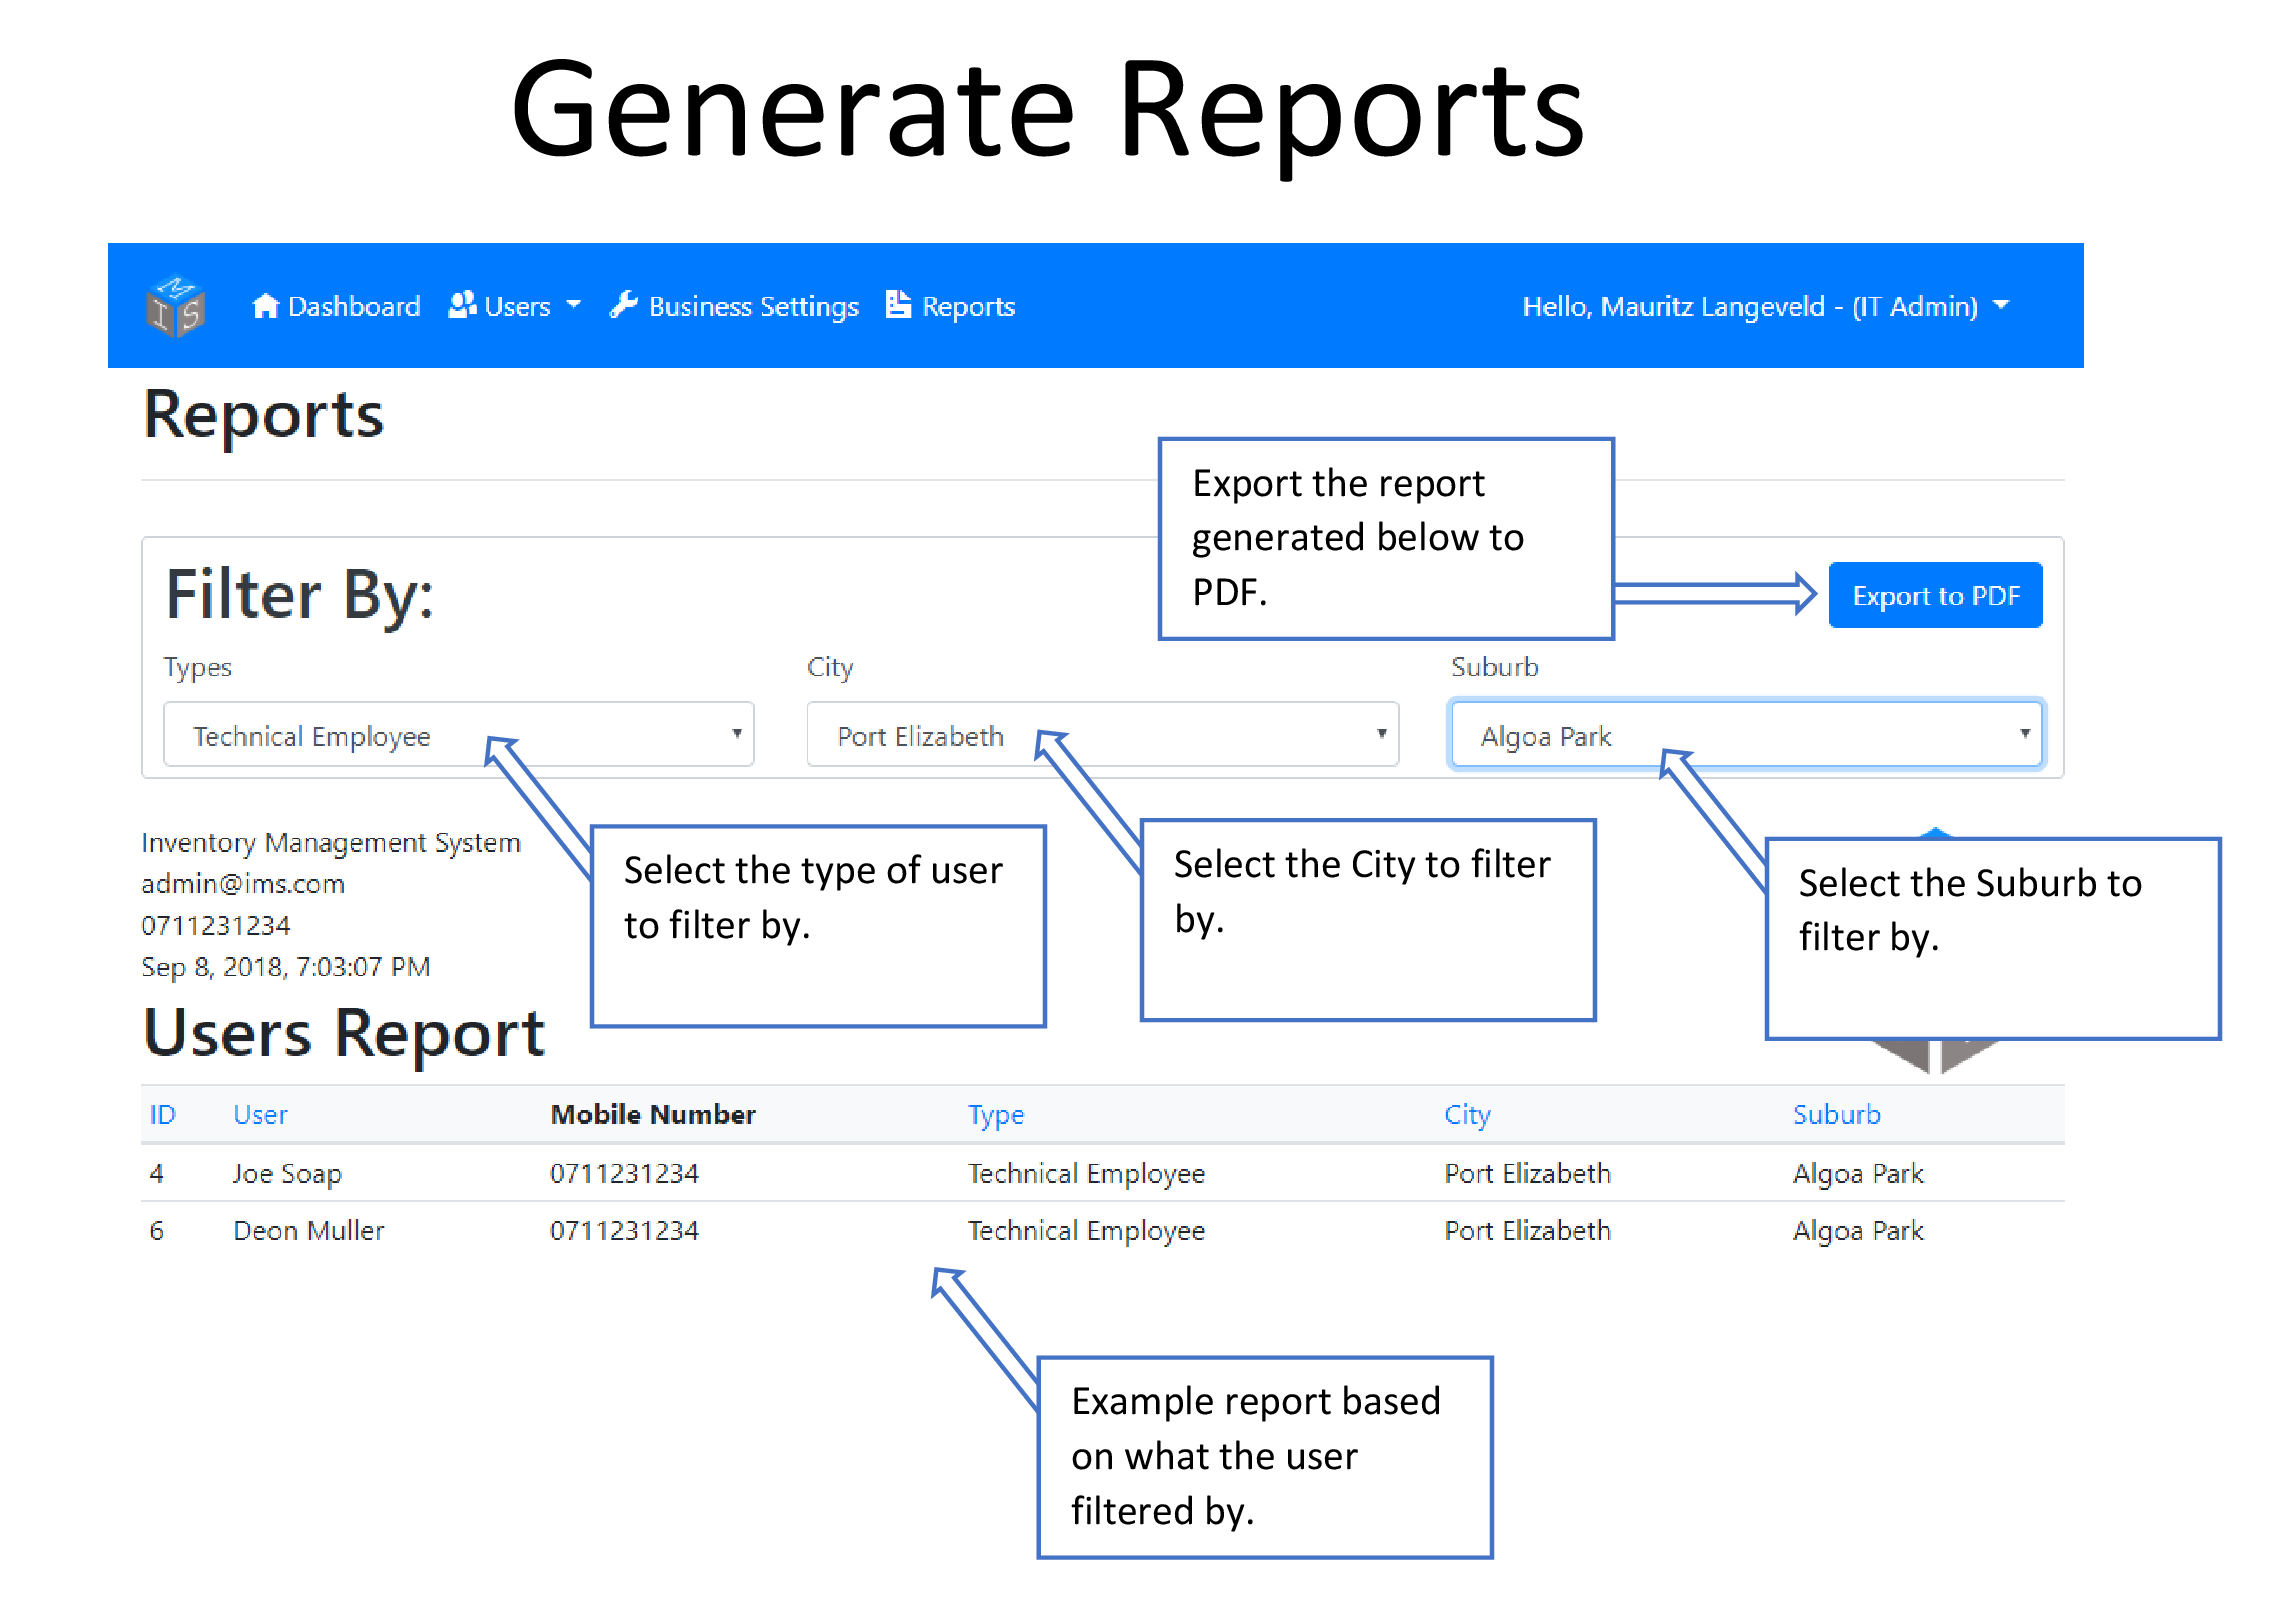 Generate Reports
M
I S
Dashboard Users Business Settings Reports Hello, Mauritz Langeveld - (IT Admin)
Reports
Export the report
generated below to
PDF.
Filter By:
Export to PDF
Types City Suburb
Technical Employee Port Elizabeth Algoa Park
Inventory Management System
admin@ims.com
0711231234
Sep 8, 2018, 7:03:07 PM
Select the type of user
to filter by.
Select the City to filter
by.
Select the Suburb to
filter by.
Users Report
ID User Mobile Number Type City Suburb
4 Joe Soap 0711231234 Technical Employee Port Elizabeth Algoa Park
6 Deon Muller 0711231234 Technical Employee Port Elizabeth Algoa Park
Example report based
on what the user
filtered by.